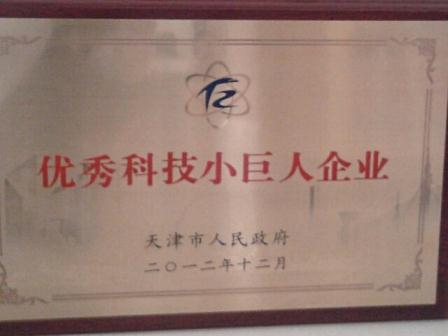 优秀科技小巨人企业
天津市人民政府
二〇一二年十二月